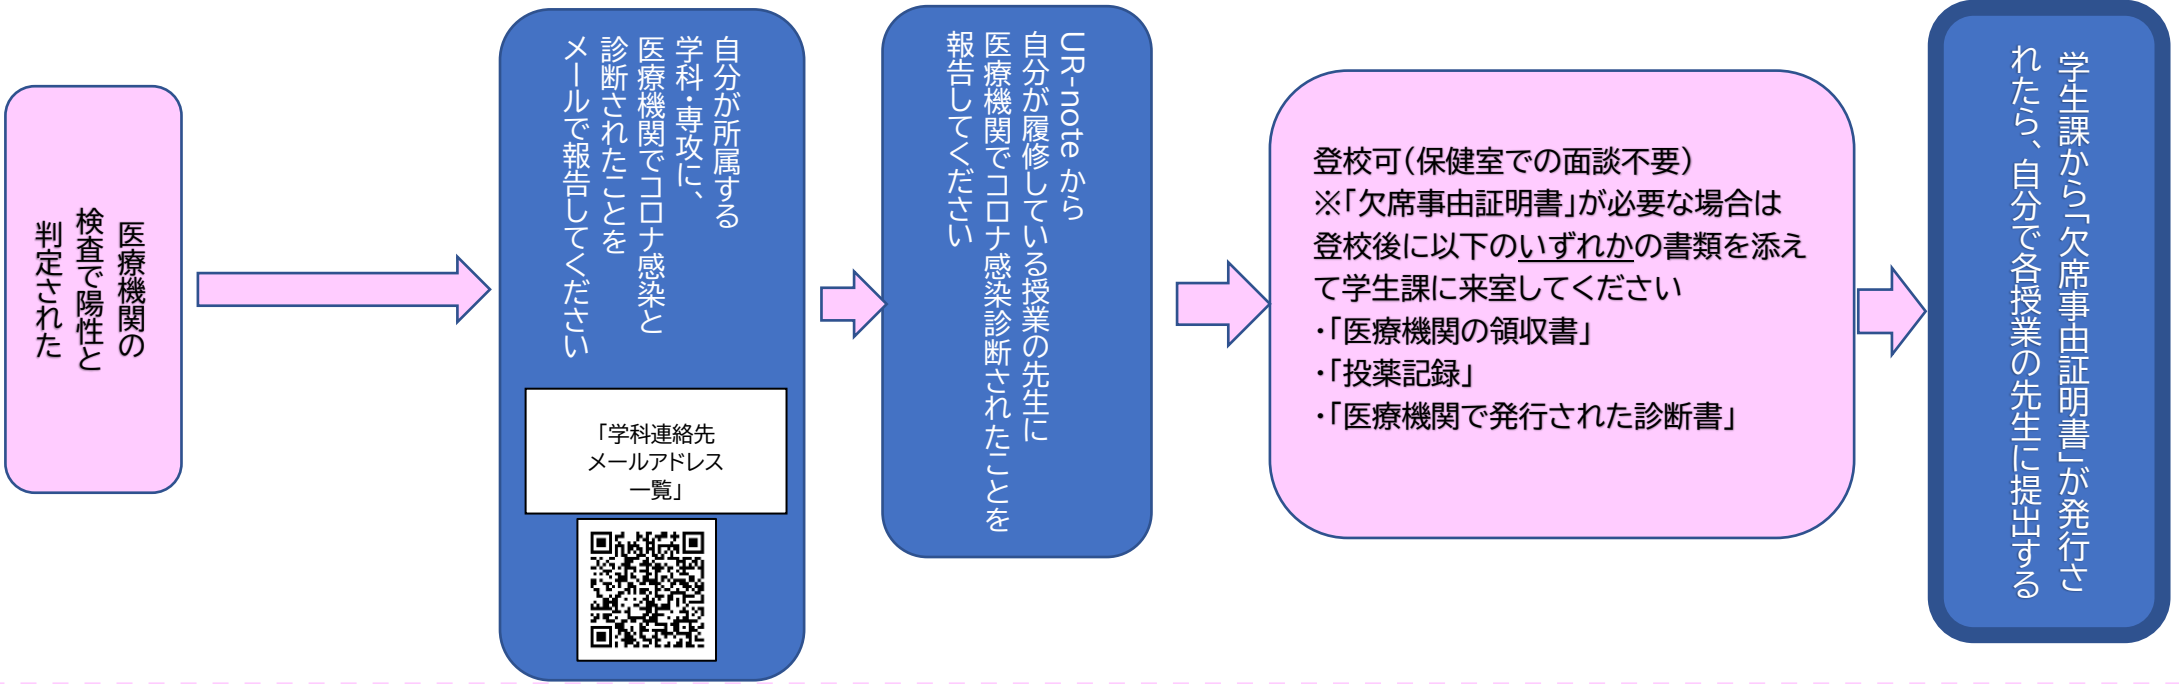 医療機関の
検査で陽性と
判定された
自分が所属する
学科・専攻に、
医療機関でコロナ感染と
診断されたことを
メールで報告してください
「学科連絡先
メールアドレス
一覧」
UR-note から
自分が履修している授業の先生に
医療機関でコロナ感染診断されたことを
報告してください
登校可（保健室での面談不要）
※「欠席事由証明書」が必要な場合は
登校後に以下のいずれかの書類を添え
て学生課に来室してください
・「医療機関の領収書」
・「投薬記録」
・「医療機関で発行された診断書」
学生課から「欠席事由証明書」が発行さ
れたら、自分で各授業の先生に提出する